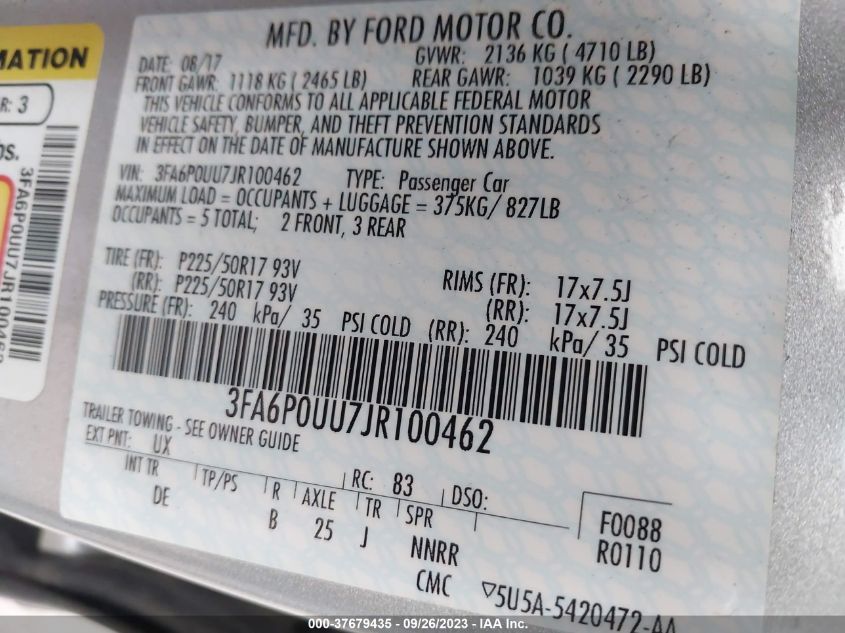 MATION
R: 3
3FA6P0UU7JR100462
MFD. BY FORD MOTOR CO.
DATE: 08/17 GVWR: 2136 KG ( 4710 LB)
FRONT GAWR: 1118 KG ( 2465 LB) REAR GAWR: 1039 KG ( 2290 LB)
THIS VEHICLE CONFORMS TO ALL APPLICABLE FEDERAL MOTOR
VEHICLE SAFETY, BUMPER, AND THEFT PREVENTION STANDARDS
IN EFFECT ON THE DATE OF MANUFACTURE SHOWN ABOVE.
VIN: 3FA6P0UU7JR100462 TYPE: Passenger Car
MAXIMUM LOAD = OCCUPANTS + LUGGAGE = 375KG/ 827LB
OCCUPANTS = 5 TOTAL; 2 FRONT, 3 REAR
TIRE (FR): P225/50R17 93V RIMS (FR): 17x7.5J
(RR): P225/50R17 93V (RR): 17x7.5J
PRESSURE (FR): 240 kPa/ 35 PSI COLD (RR): 240 kPa/ 35 PSI COLD
3FA6P0UU7JR100462
TRAILER TOWING - SEE OWNER GUIDE
EXT PNT: UX RC: 83 DSO:
INT TR TP/PS R AXLE TR SPR
DE B 25 J NNRR
F0088
R0110
CMC ▽5U5A-5420472-AA
000-37679435 - 09/26/2023 - IAA Inc.